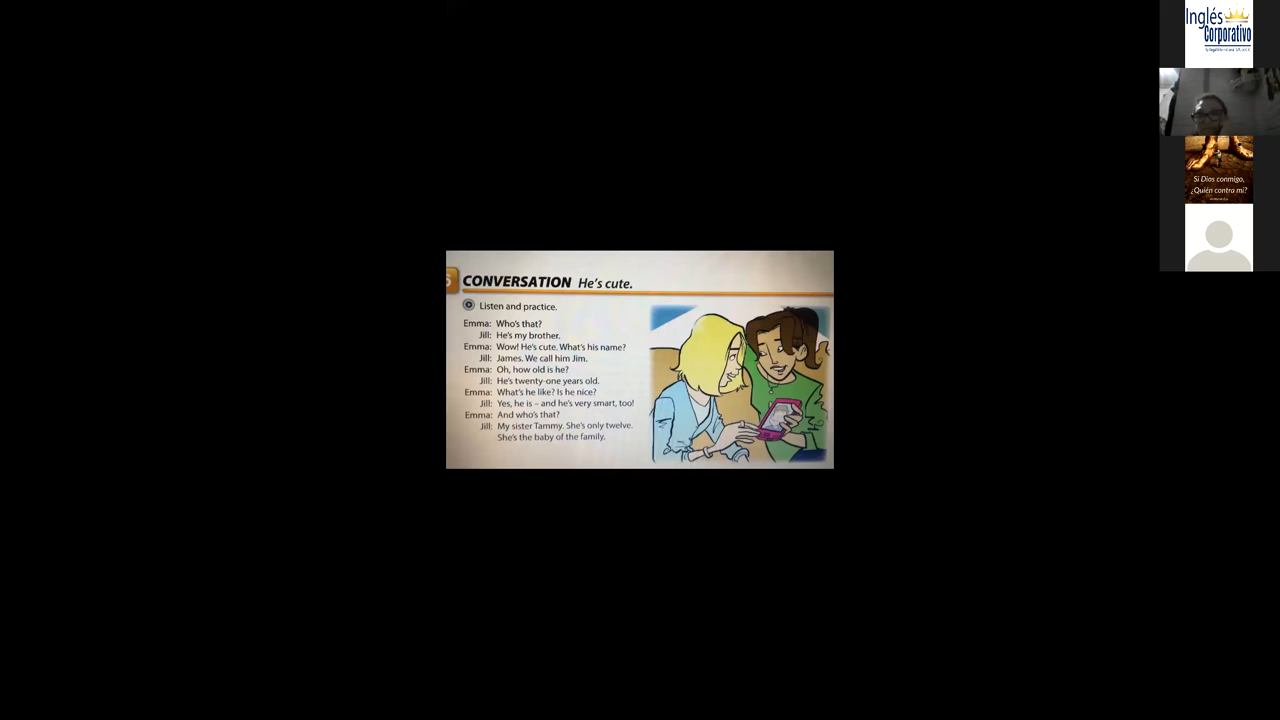 CONVERSATION He's cute.
Listen and practice.
Emma: Who's that?
Jill: He's my brother.
Emma: Wow! He's cute. What's his name?
Jill: James. We call him Jim.
Emma: Oh, how old is he?
Jill: He's twenty-one years old.
Emma: What's he like? Is he nice?
Jill: Yes, he is – and he's very smart, too!
Emma: And who's that?
Jill: My sister Tammy. She's only twelve.
She's the baby of the family.
Inglés
Corporativo
Si Dios conmigo,
¿Quién contra mí?